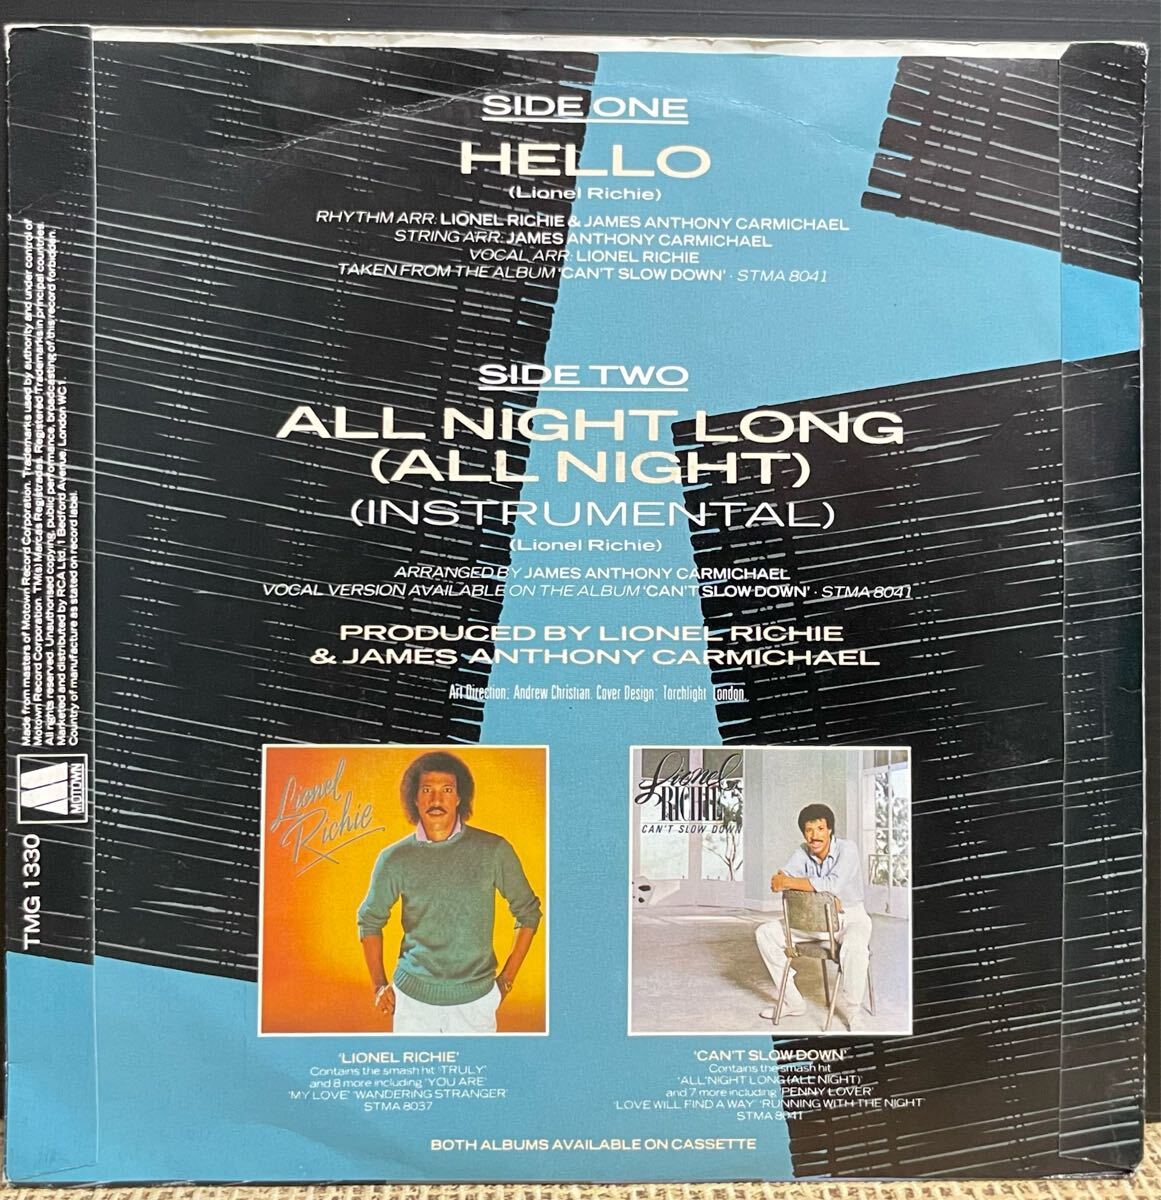 SIDE ONE
HELLO
(Lionel Richie)
RHYTHM ARR: LIONEL RICHIE & JAMES ANTHONY CARMICHAEL
STRING ARR: JAMES ANTHONY CARMICHAEL
VOCAL ARR: LIONEL RICHIE
TAKEN FROM THE ALBUM 'CAN'T SLOW DOWN' · STMA 8041
SIDE TWO
ALL NIGHT LONG
(ALL NIGHT)
(INSTRUMENTAL)
(Lionel Richie)
ARRANGED BY JAMES ANTHONY CARMICHAEL
VOCAL VERSION AVAILABLE ON THE ALBUM 'CAN'T SLOW DOWN' · STMA 8041
PRODUCED BY LIONEL RICHIE
& JAMES ANTHONY CARMICHAEL
Art Direction: Andrew Christian. Cover Design: Torchlight London.
Made from masters of Motown Record Corporation. Trademarks used by authority and under control of
Motown Record Corporation. TM(s) Marcas Registradas. Registered Trademarks in principal countries.
All rights reserved. Unauthorised copying, public performance, broadcasting of this record forbidden.
Marketed and distributed by RCA Ltd., 1 Bedford Avenue, London WC1.
Country of manufacture as stated on record label.
M
MOTOWN
TMG 1330
Lionel
Richie
Lionel
RICHIE
CAN'T SLOW DOWN
'LIONEL RICHIE'
Contains the smash hit 'TRULY'
and 8 more including 'YOU ARE'
'MY LOVE' 'WANDERING STRANGER'
STMA 8037
'CAN'T SLOW DOWN'
Contains the smash hit
'ALL NIGHT LONG (ALL NIGHT)'
and 7 more including 'PENNY LOVER'
'LOVE WILL FIND A WAY' 'RUNNING WITH THE NIGHT'
STMA 8041
BOTH ALBUMS AVAILABLE ON CASSETTE